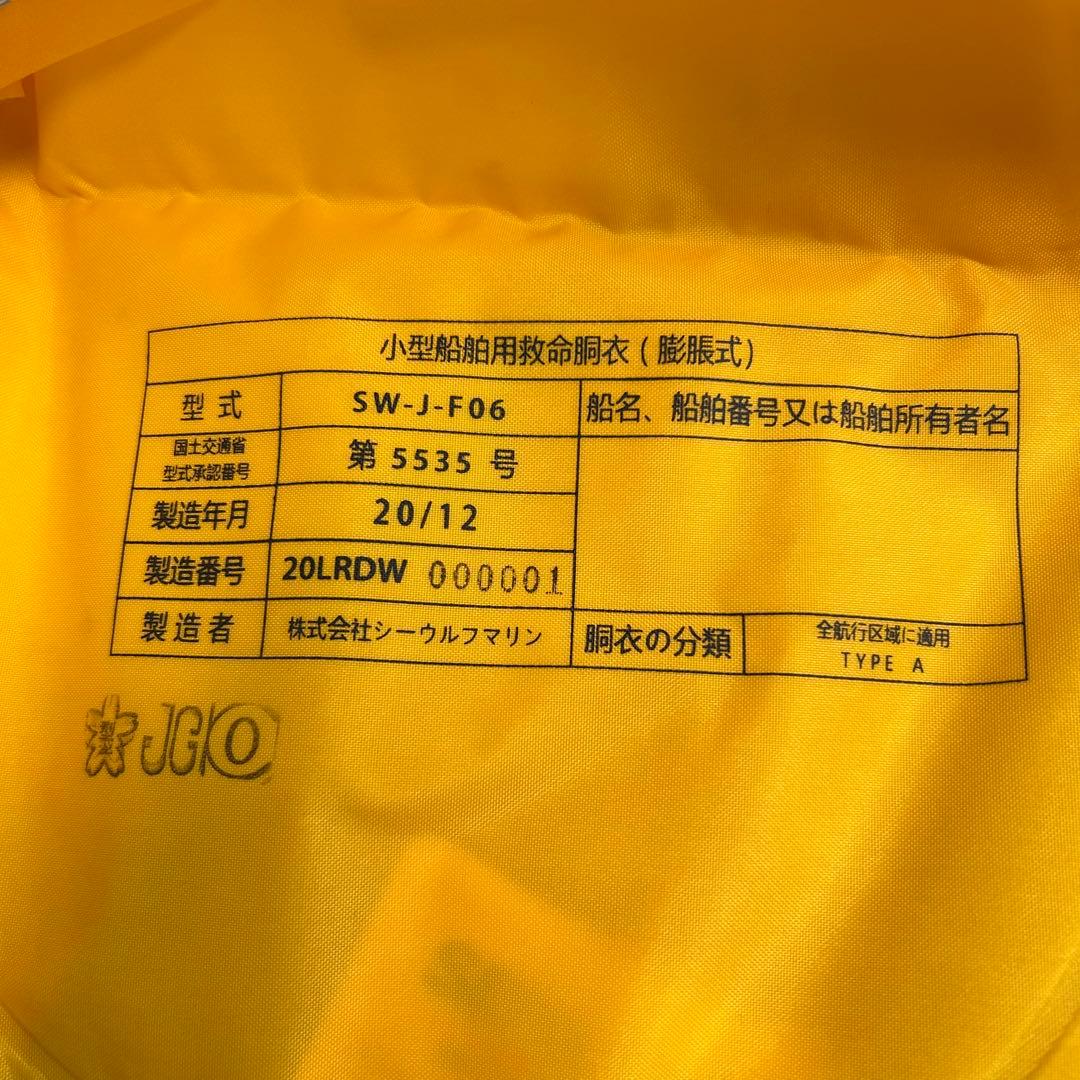 小型船舶用救命胴衣(膨脹式)
型式 SW-J-F06
船名、船舶番号又は船舶所有者名
国土交通省
型式承認番号
第 5535 号
製造年月 20/12
製造番号 20LRDW 000001
製造者 株式会社シーウルフマリン
胴衣の分類
全航行区域に適用
TYPE A
JG